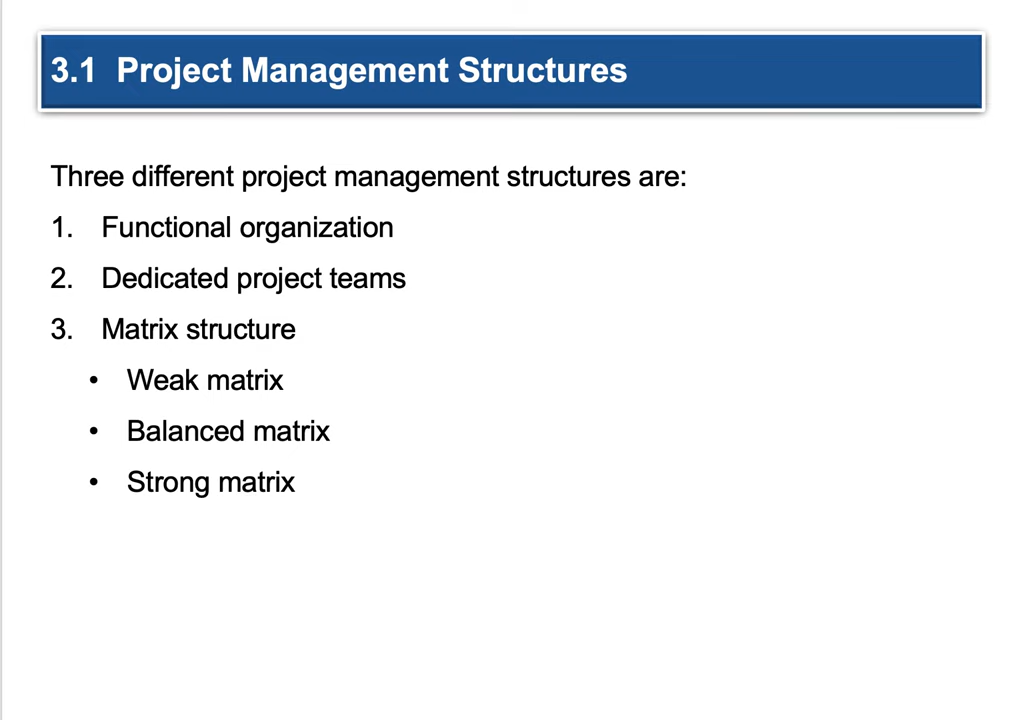 3.1 Project Management Structures
Three different project management structures are:
1. Functional organization
2. Dedicated project teams
3. Matrix structure
• Weak matrix
• Balanced matrix
• Strong matrix